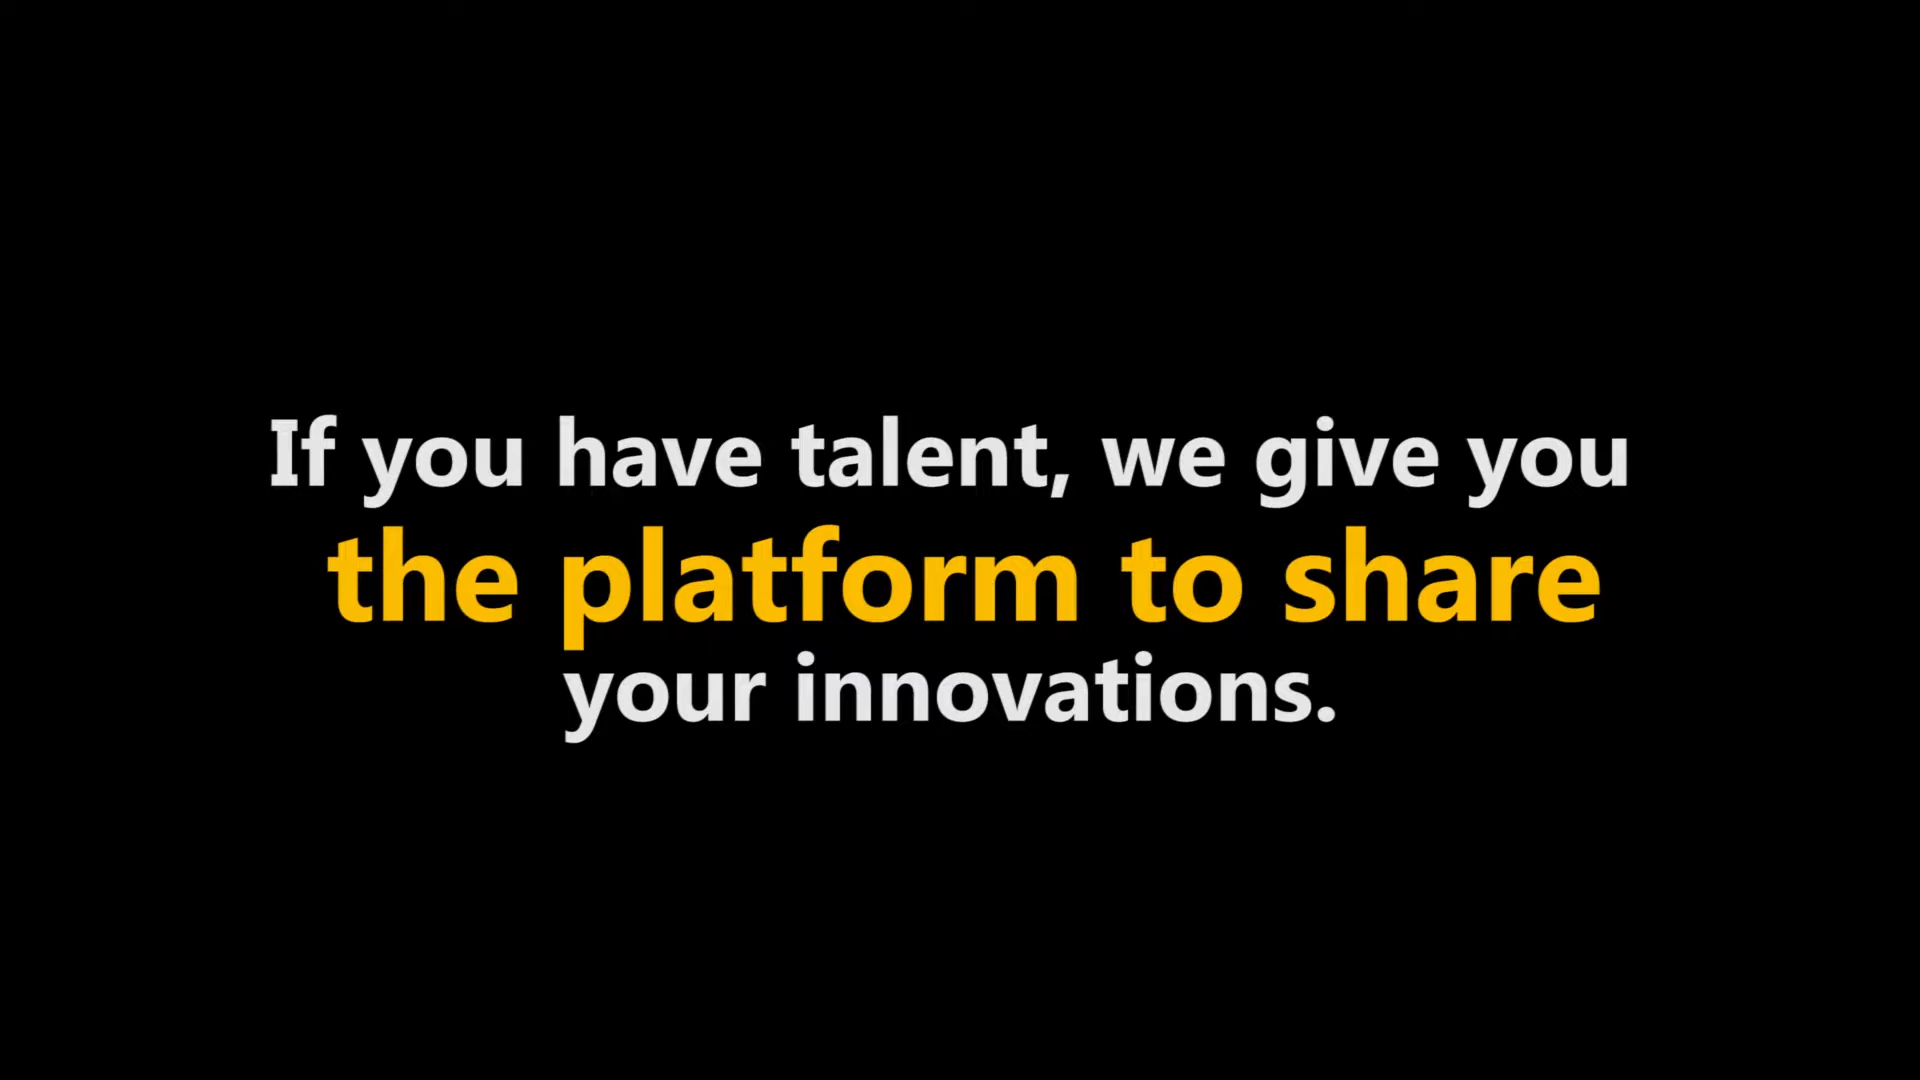 If you have talent, we give you
the platform to share
your innovations.